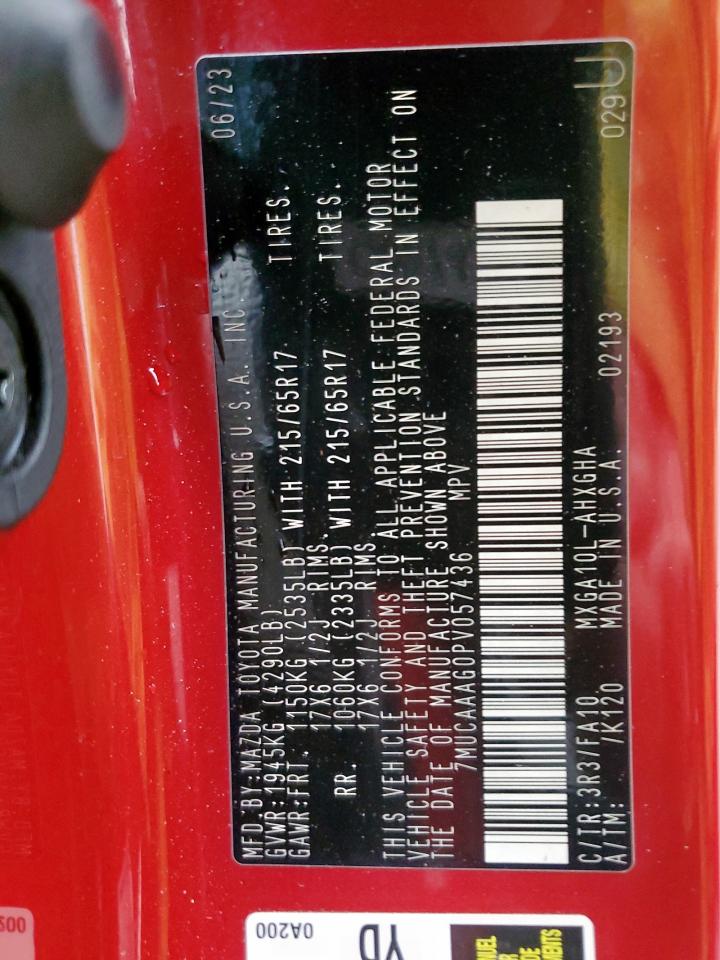 06/23
MFD.BY:MAZDA TOYOTA MANUFACTURING U.S.A. INC.
GVWR:1945KG (4290LB)
GAWR:FRT. 1150KG (2535LB) WITH 215/65R17 TIRES.
17X6 1/2J RIMS.
RR. 1060KG (2335LB) WITH 215/65R17 TIRES.
17X6 1/2J RIMS.
THIS VEHICLE CONFORMS TO ALL APPLICABLE FEDERAL MOTOR
VEHICLE SAFETY AND THEFT PREVENTION STANDARDS IN EFFECT ON
THE DATE OF MANUFACTURE SHOWN ABOVE
7MUCAAAG0PV057436 MPV
C/TR:3R3/FA10 MXGA10L-AHXGHA
A/TM: /K120 MADE IN U.S.A. 02193 029U
0A200
YD